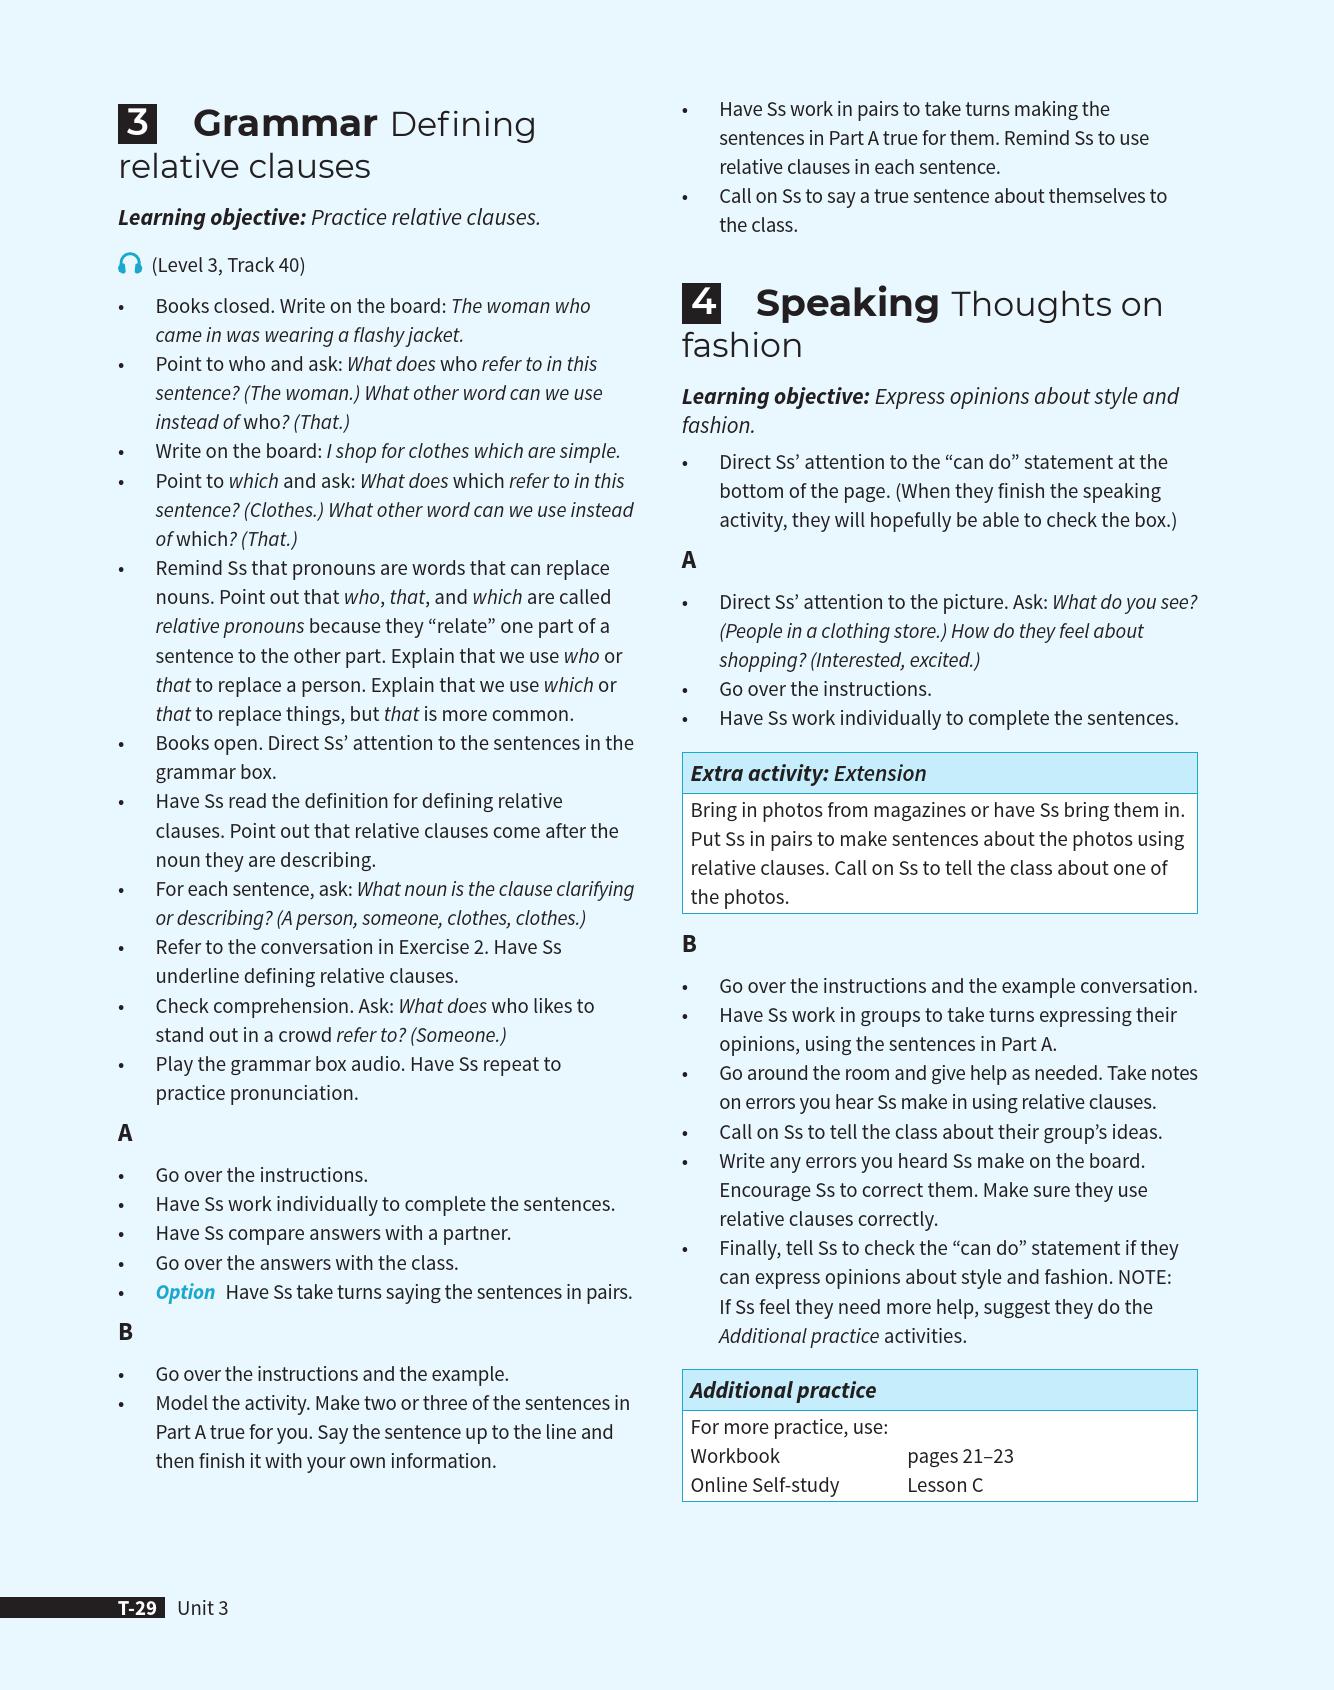 3 Grammar Defining
relative clauses
Learning objective: Practice relative clauses.
(Level 3, Track 40)
• Books closed. Write on the board: The woman who
came in was wearing a flashy jacket.
• Point to who and ask: What does who refer to in this
sentence? (The woman.) What other word can we use
instead of who? (That.)
• Write on the board: I shop for clothes which are simple.
• Point to which and ask: What does which refer to in this
sentence? (Clothes.) What other word can we use instead
of which? (That.)
• Remind Ss that pronouns are words that can replace
nouns. Point out that who, that, and which are called
relative pronouns because they “relate” one part of a
sentence to the other part. Explain that we use who or
that to replace a person. Explain that we use which or
that to replace things, but that is more common.
• Books open. Direct Ss’ attention to the sentences in the
grammar box.
• Have Ss read the definition for defining relative
clauses. Point out that relative clauses come after the
noun they are describing.
• For each sentence, ask: What noun is the clause clarifying
or describing? (A person, someone, clothes, clothes.)
• Refer to the conversation in Exercise 2. Have Ss
underline defining relative clauses.
• Check comprehension. Ask: What does who likes to
stand out in a crowd refer to? (Someone.)
• Play the grammar box audio. Have Ss repeat to
practice pronunciation.
A
• Go over the instructions.
• Have Ss work individually to complete the sentences.
• Have Ss compare answers with a partner.
• Go over the answers with the class.
• Option Have Ss take turns saying the sentences in pairs.
B
• Go over the instructions and the example.
• Model the activity. Make two or three of the sentences in
Part A true for you. Say the sentence up to the line and
then finish it with your own information.
• Have Ss work in pairs to take turns making the
sentences in Part A true for them. Remind Ss to use
relative clauses in each sentence.
• Call on Ss to say a true sentence about themselves to
the class.
4 Speaking Thoughts on
fashion
Learning objective: Express opinions about style and
fashion.
• Direct Ss’ attention to the “can do” statement at the
bottom of the page. (When they finish the speaking
activity, they will hopefully be able to check the box.)
A
• Direct Ss’ attention to the picture. Ask: What do you see?
(People in a clothing store.) How do they feel about
shopping? (Interested, excited.)
• Go over the instructions.
• Have Ss work individually to complete the sentences.
Extra activity: Extension
Bring in photos from magazines or have Ss bring them in.
Put Ss in pairs to make sentences about the photos using
relative clauses. Call on Ss to tell the class about one of
the photos.
B
• Go over the instructions and the example conversation.
• Have Ss work in groups to take turns expressing their
opinions, using the sentences in Part A.
• Go around the room and give help as needed. Take notes
on errors you hear Ss make in using relative clauses.
• Call on Ss to tell the class about their group’s ideas.
• Write any errors you heard Ss make on the board.
Encourage Ss to correct them. Make sure they use
relative clauses correctly.
• Finally, tell Ss to check the “can do” statement if they
can express opinions about style and fashion. NOTE:
If Ss feel they need more help, suggest they do the
Additional practice activities.
Additional practice
For more practice, use:
Workbook pages 21–23
Online Self-study Lesson C
T-29 Unit 3